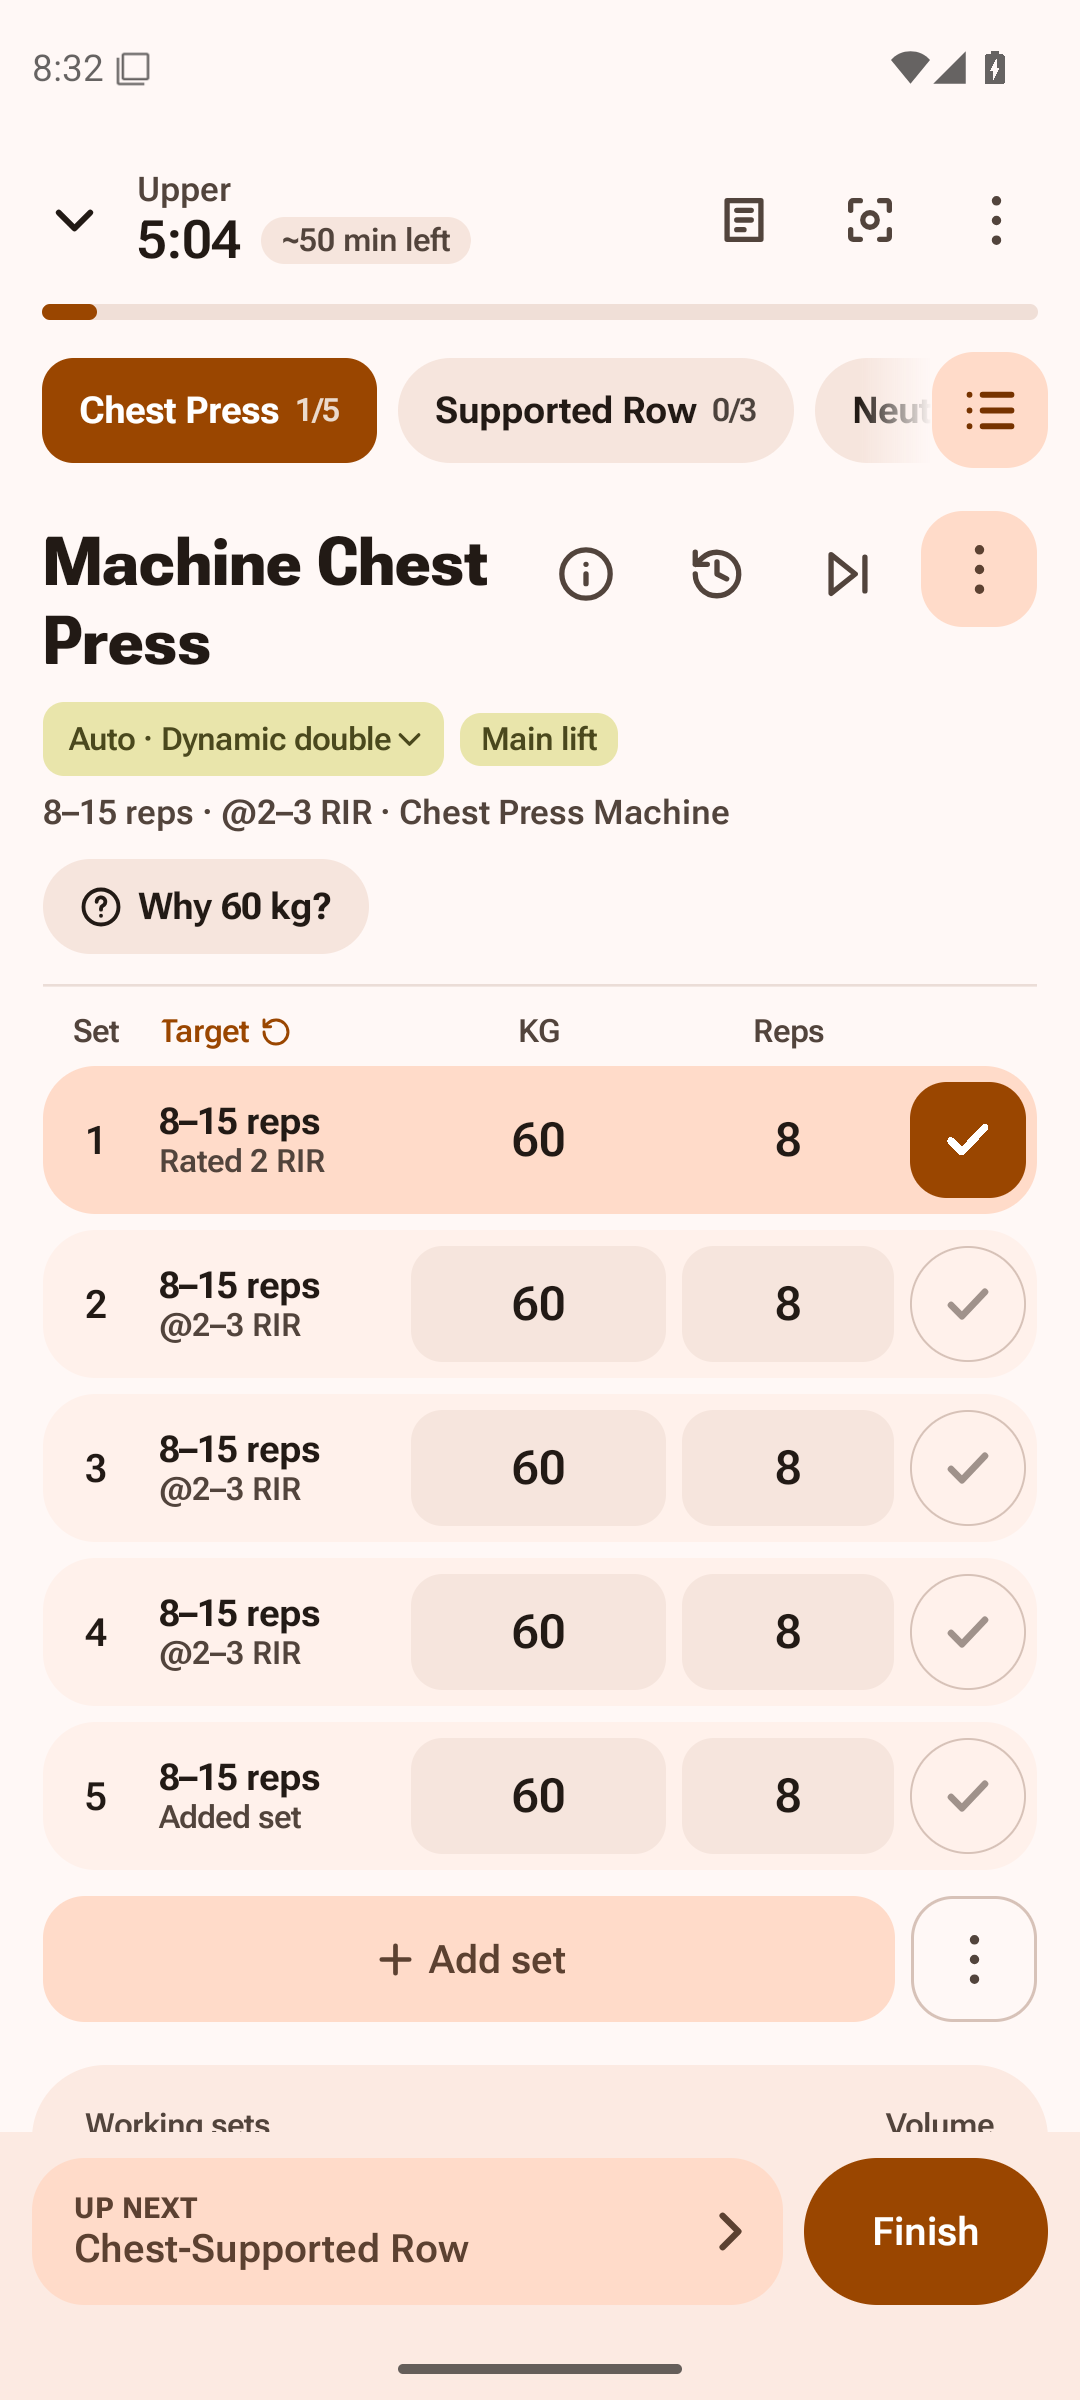 8:32
Upper
5:04 ~50 min left
Chest Press 1/5 Supported Row 0/3 Neut
Machine Chest
Press
Auto · Dynamic double Main lift
8–15 reps · @2–3 RIR · Chest Press Machine
Why 60 kg?
Set Target KG Reps
1 8–15 reps 60 8
Rated 2 RIR
2 8–15 reps 60 8
@2–3 RIR
3 8–15 reps 60 8
@2–3 RIR
4 8–15 reps 60 8
@2–3 RIR
5 8–15 reps 60 8
Added set
+ Add set
Working sets Volume
UP NEXT
Chest-Supported Row
Finish